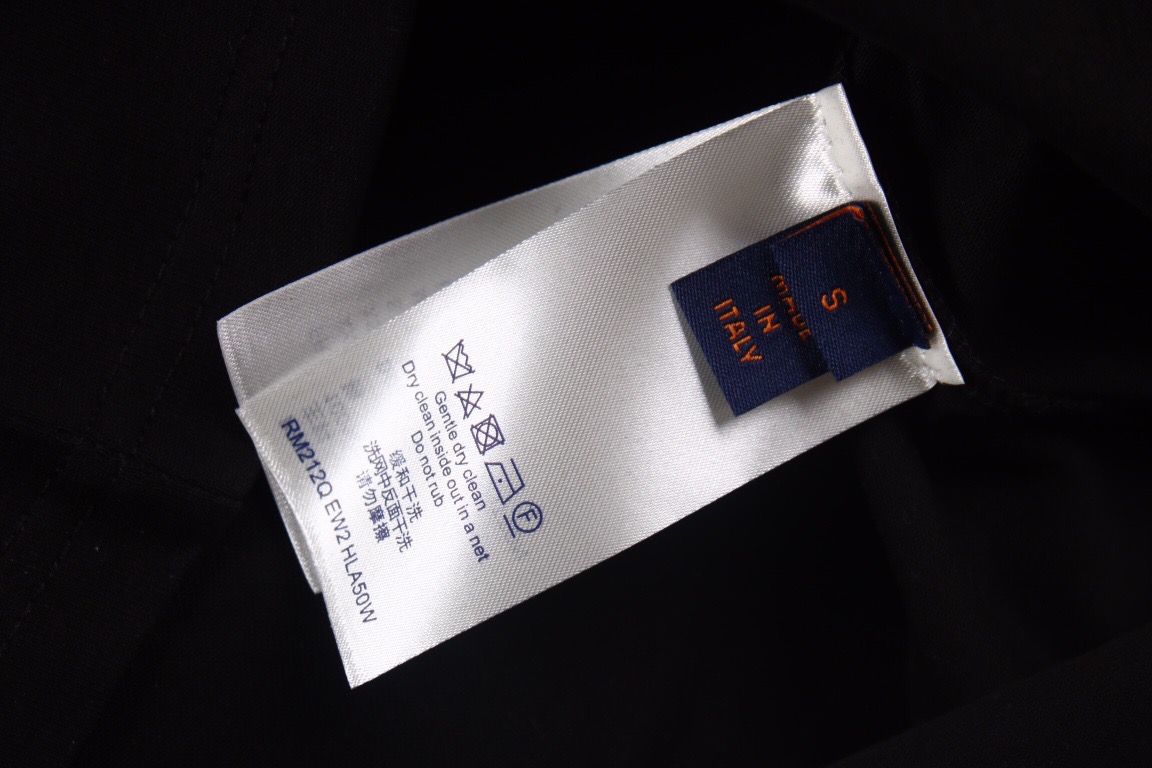 S
MADE
IN
ITALY
F
Gentle dry clean
Dry clean inside out in a net
Do not rub
缓和干洗
洗网中反面干洗
请勿摩擦
RM212Q EW2 HLA50W